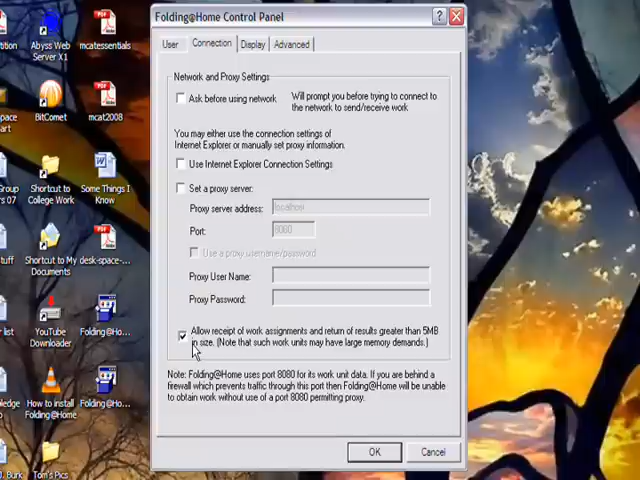 Folding@Home Control Panel
User
Connection
Display
Advanced
Network and Proxy Settings
Ask before using network
Will prompt you before trying to connect to
the network to send/receive work
You may either use the connection settings of
Internet Explorer or manually set proxy information.
Use Internet Explorer Connection Settings
Set a proxy server:
Proxy server address:
localhost
Port:
8080
Use a proxy username/password
Proxy User Name:
Proxy Password:
Allow receipt of work assignments and return of results greater than 5MB
in size. (Note that such work units may have large memory demands.)
Note: Folding@Home uses port 8080 for its work unit data. If you are behind a
firewall which prevents traffic through this port then Folding@Home will be unable
to obtain work without use of a port 8080 permitting proxy.
OK
Cancel
Abyss Web
Server X1
mcatessentials
BitComet
mcat2008
Shortcut to
College Work
Some Things I
Know
Shortcut to My
Documents
desk-space-...
YouTube
Downloader
Folding@Ho...
How to install
Folding@Home
Folding@Ho...
Burk
Tom's Pics